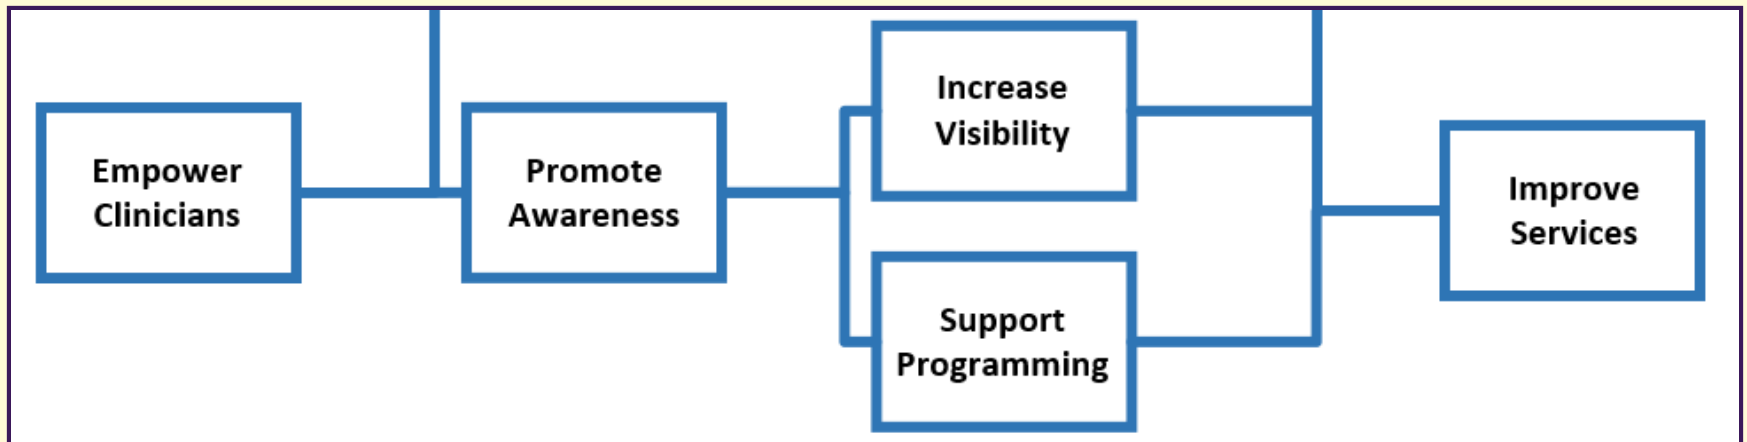 Empower
Clinicians
Promote
Awareness
Increase
Visibility
Support
Programming
Improve
Services